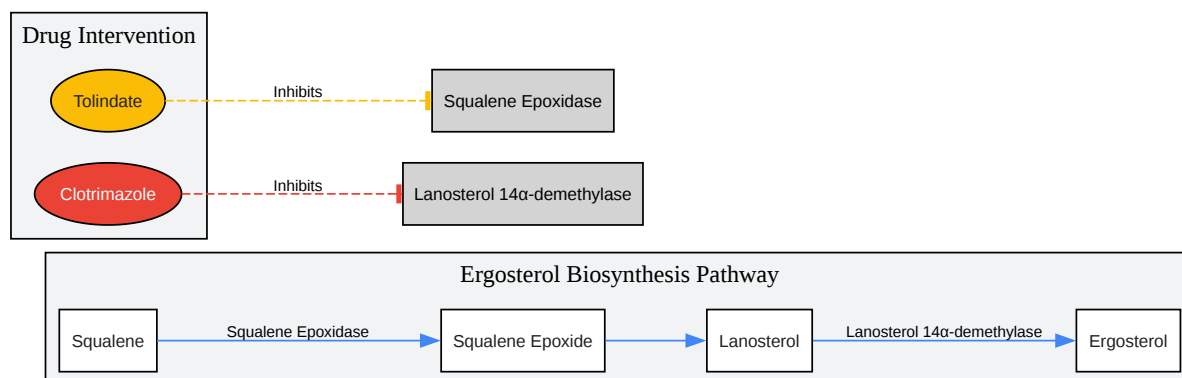 Drug Intervention
Tolindate
Inhibits
Squalene Epoxidase
Clotrimazole
Inhibits
Lanosterol 14α-demethylase
Ergosterol Biosynthesis Pathway
Squalene
Squalene Epoxidase
Squalene Epoxide
Lanosterol
Lanosterol 14α-demethylase
Ergosterol